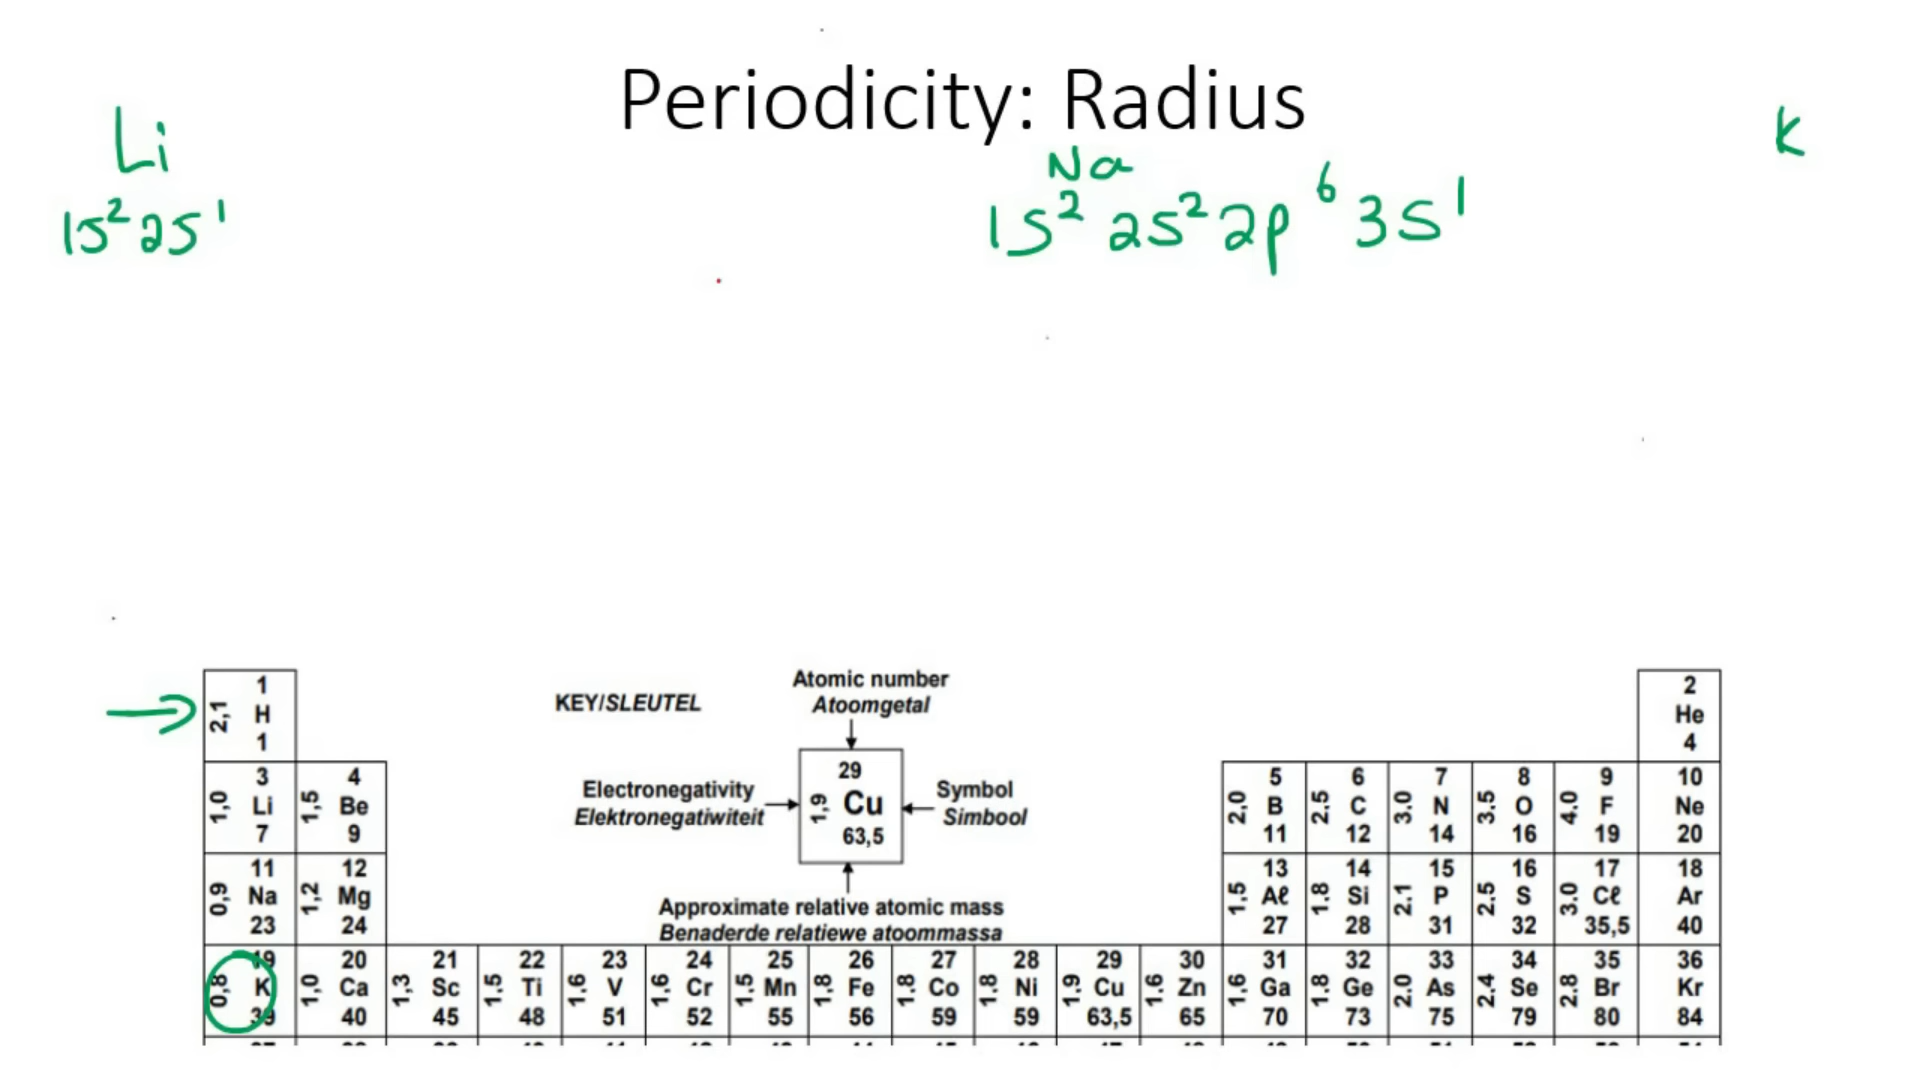 Periodicity: Radius
Li
Na
K
1s² 2s¹
1s² 2s² 2p⁶ 3s¹
KEY/SLEUTEL
Atomic number
Atoomgetal
Electronegativity
Elektronegatiwiteit
29
1,9 Cu
63,5
Symbol
Simbool
Approximate relative atomic mass
Benaderde relatiewe atoommassa
1 2
2,1 H He
1 4
3 4 5 6 7 8 9 10
1,0 Li 1,5 Be 2,0 B 2,5 C 3,0 N 3,5 O 4,0 F Ne
7 9 11 12 14 16 19 20
11 12 13 14 15 16 17 18
0,9 Na 1,2 Mg 1,5 Aℓ 1,8 Si 2,1 P 2,5 S 3,0 Cℓ Ar
23 24 27 28 31 32 35,5 40
19 20 21 22 23 24 25 26 27 28 29 30 31 32 33 34 35 36
0,8 K 1,0 Ca 1,3 Sc 1,5 Ti 1,6 V 1,6 Cr 1,5 Mn 1,8 Fe 1,8 Co 1,8 Ni 1,9 Cu 1,6 Zn 1,6 Ga 1,8 Ge 2,0 As 2,4 Se 2,8 Br Kr
39 40 45 48 51 52 55 56 59 59 63,5 65 70 73 75 79 80 84